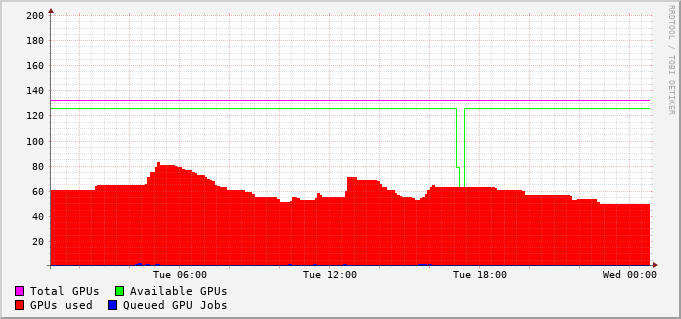 200
180
160
140
120
100
80
60
40
20
Tue 06:00 Tue 12:00 Tue 18:00 Wed 00:00
Total GPUs Available GPUs
GPUs used Queued GPU Jobs
RRDTOOL / TOBI OETIKER